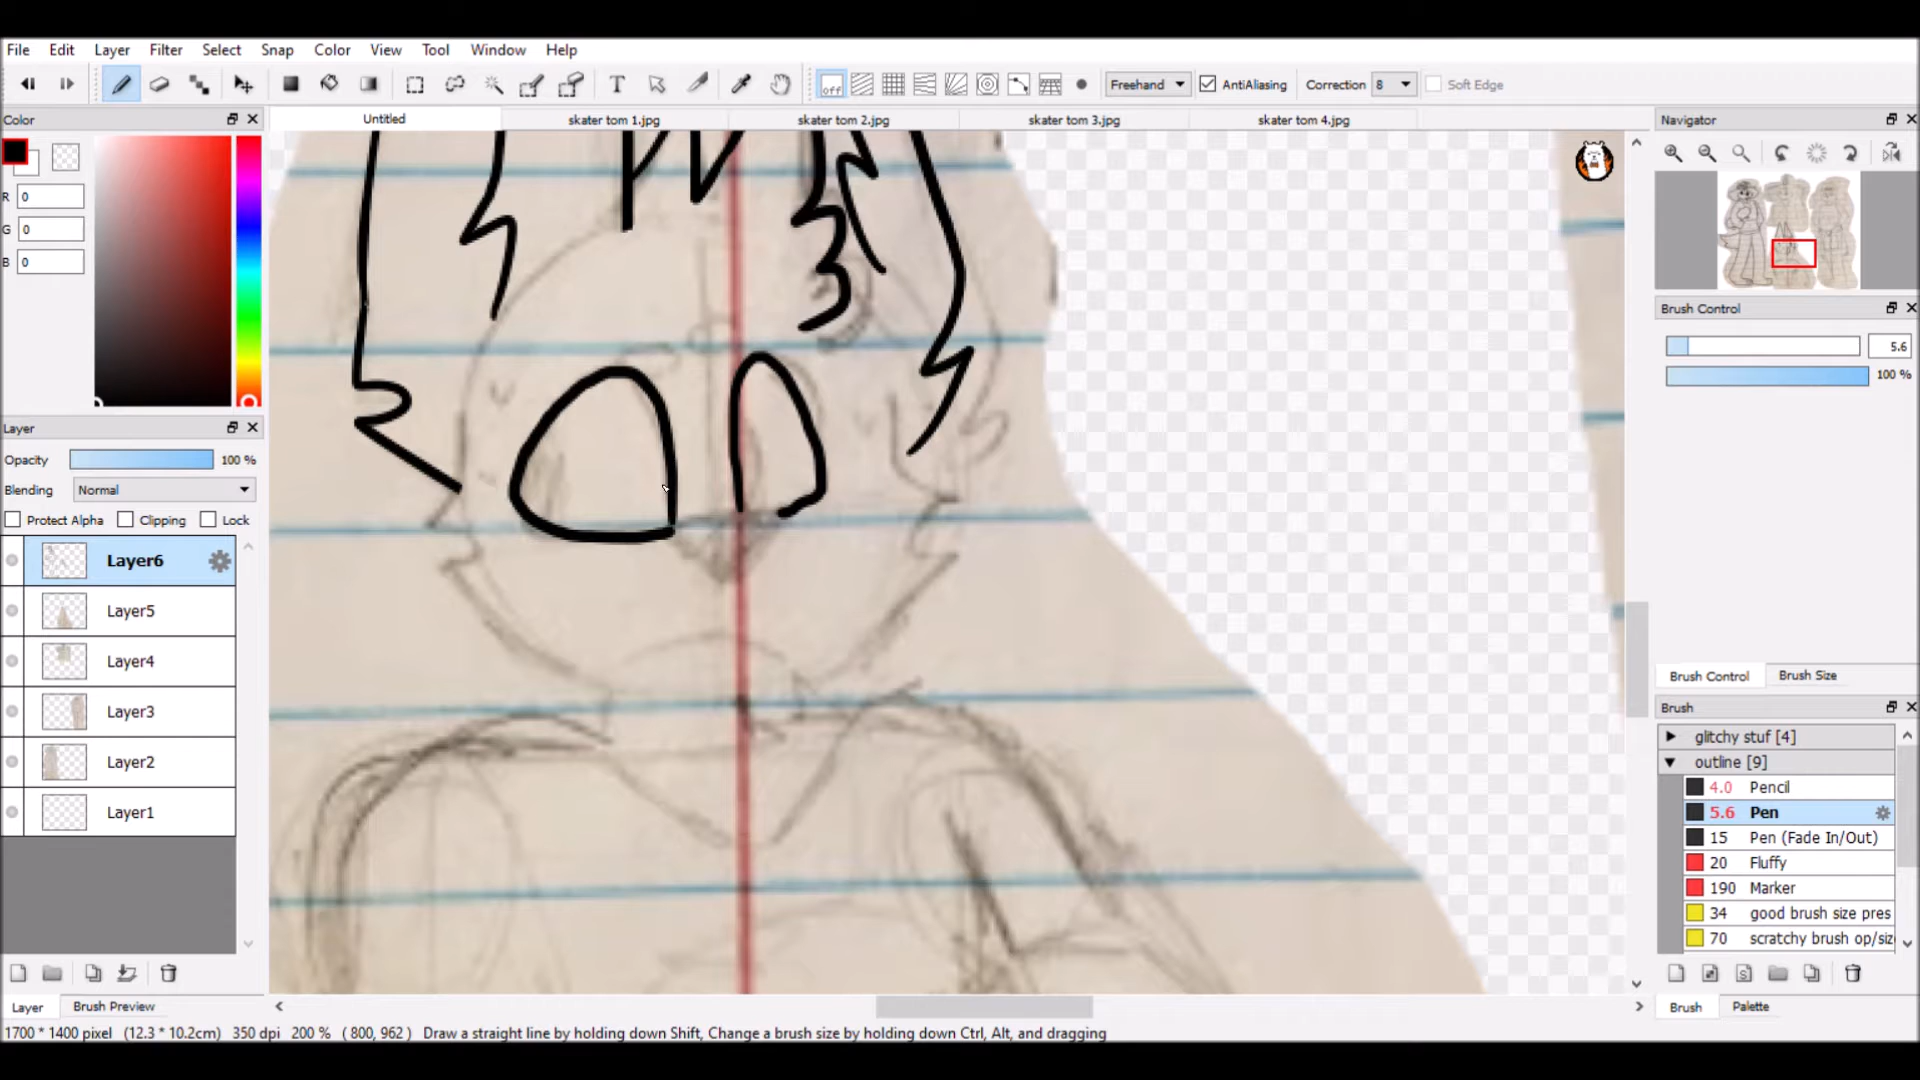 File Edit Layer Filter Select Snap Color View Tool Window Help
off Freehand AntiAliasing Correction 8 Soft Edge
Color
Untitled skater tom 1.jpg skater tom 2.jpg skater tom 3.jpg skater tom 4.jpg
Navigator
R 0
G 0
B 0
Brush Control
5.6
100 %
Layer
Opacity 100 %
Blending Normal
Protect Alpha Clipping Lock
Layer6
Layer5
Layer4
Layer3
Layer2
Layer1
Brush Control Brush Size
Brush
glitchy stuf [4]
outline [9]
4.0 Pencil
5.6 Pen
15 Pen (Fade In/Out)
20 Fluffy
190 Marker
34 good brush size pres
70 scratchy brush op/siz
Layer Brush Preview
Brush Palette
1700 * 1400 pixel (12.3 * 10.2cm) 350 dpi 200 % ( 800, 962 ) Draw a straight line by holding down Shift, Change a brush size by holding down Ctrl, Alt, and dragging